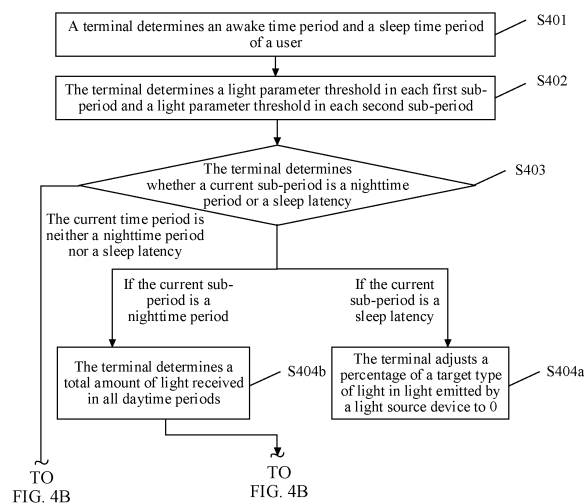 A terminal determines an awake time period and a sleep time period
of a user
S401
The terminal determines a light parameter threshold in each first sub-
period and a light parameter threshold in each second sub-period
S402
The terminal determines
whether a current sub-period is a nighttime
period or a sleep latency
S403
The current time period is
neither a nighttime period
nor a sleep latency
If the current sub-
period is a
nighttime period
If the current
sub-period is a
sleep latency
The terminal determines a
total amount of light received
in all daytime periods
S404b
The terminal adjusts a
percentage of a target type
of light in light emitted by
a light source device to 0
S404a
TO
FIG. 4B
TO
FIG. 4B